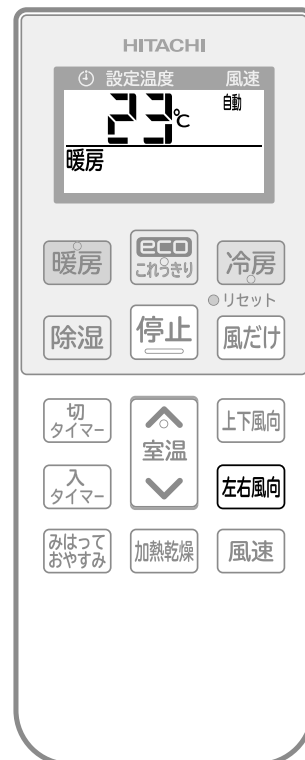 HITACHI
設定温度 風速
23℃ 自動
暖房
暖房
eco
これっきり
冷房
リセット
除湿
停止
風だけ
切
タイマー
室温
上下風向
入
タイマー
左右風向
みはって
おやすみ
加熱乾燥
風速